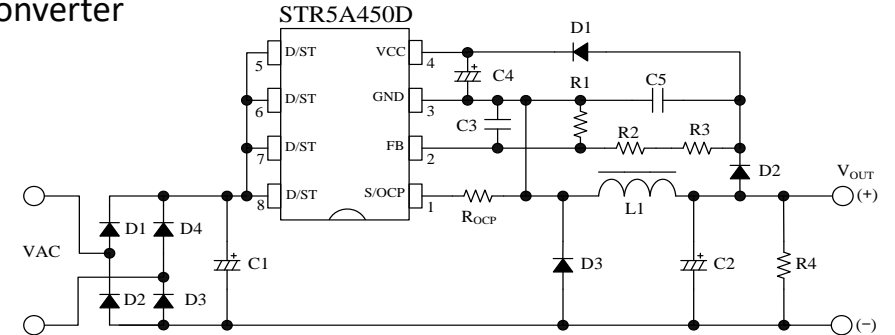 onverter
STR5A450D
D1
D/ST
VCC
5
4
C4
R1
C5
D/ST
GND
6
3
C3
R2
R3
D/ST
FB
7
2
D2
VOUT
D/ST
S/OCP
8
1
(+)
ROCP
L1
D1
D4
VAC
C1
D3
C2
R4
D2
D3
(−)